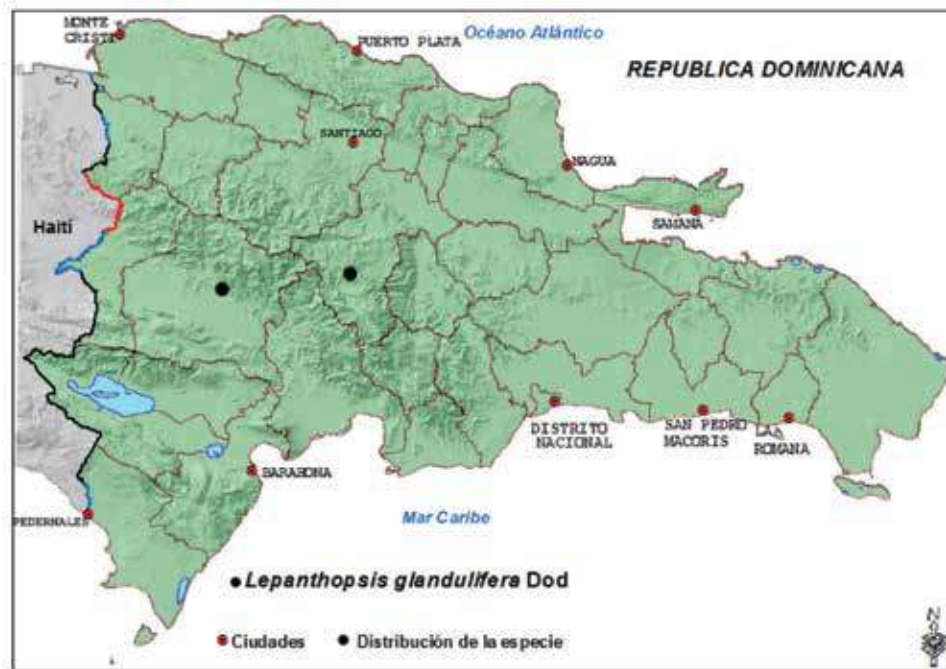 MONTE
CRISTI
Océano Atlántico
PUERTO PLATA
REPUBLICA DOMINICANA
SANTIAGO
NAGUA
SAMANA
Haití
DISTRITO
NACIONAL
SAN PEDRO
MACORIS
LA
ROMANA
BARAHONA
PEDERNALES
Mar Caribe
Lepanthopsis glandulifera Dod
Ciudades
Distribución de la especie